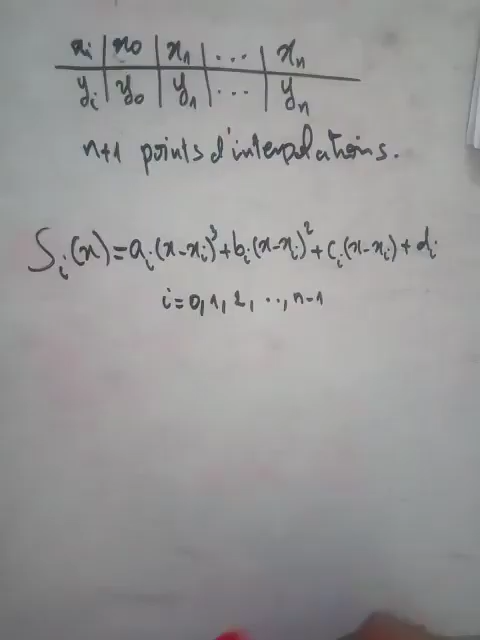 xi | x0 | x1 | ... | xn
yi | y0 | y1 | ... | yn
n+1 points d'interpolations.
Si(x)=ai(x-xi)³+bi(x-xi)²+ci(x-xi)+di
i=0,1,2,..,n-1